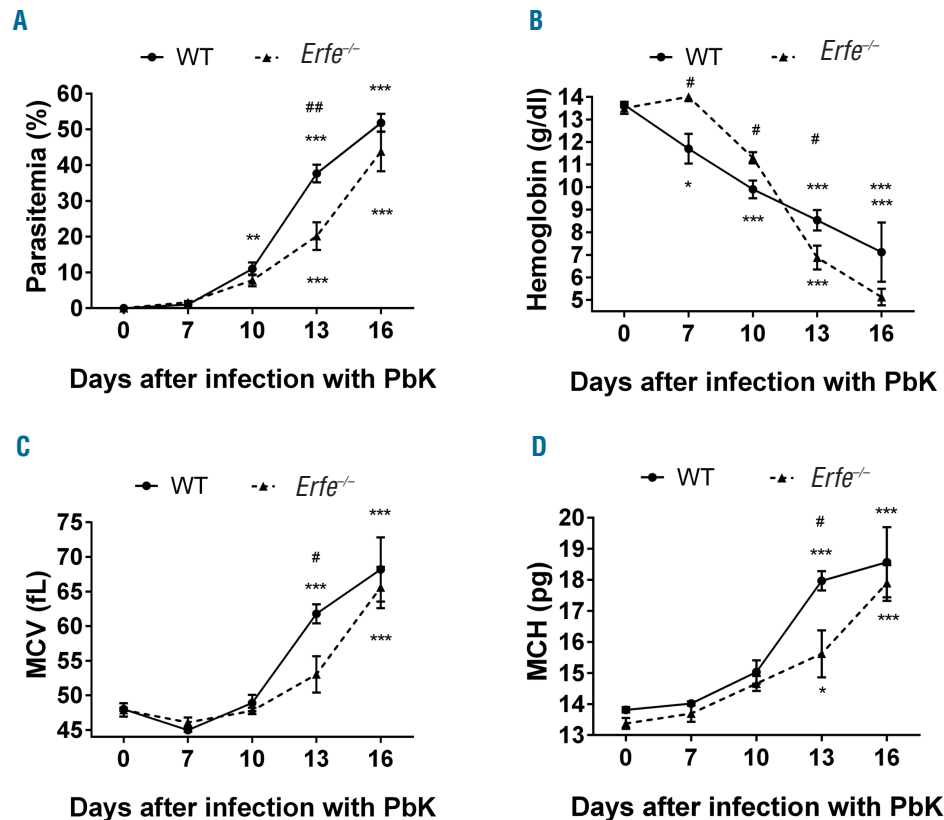 A
WT Erfe–/–
Parasitemia (%)
60
50
40
30
20
10
0
***
##
***
**
***
***
0 7 10 13 16
Days after infection with PbK
B
WT Erfe–/–
Hemoglobin (g/dl)
14
13
12
11
10
9
8
7
6
5
#
#
#
*
***
***
***
***
***
0 7 10 13 16
Days after infection with PbK
C
WT Erfe–/–
MCV (fL)
75
70
65
60
55
50
45
***
#
***
***
0 7 10 13 16
Days after infection with PbK
D
WT Erfe–/–
MCH (pg)
20
19
18
17
16
15
14
13
***
#
***
***
*
0 7 10 13 16
Days after infection with PbK